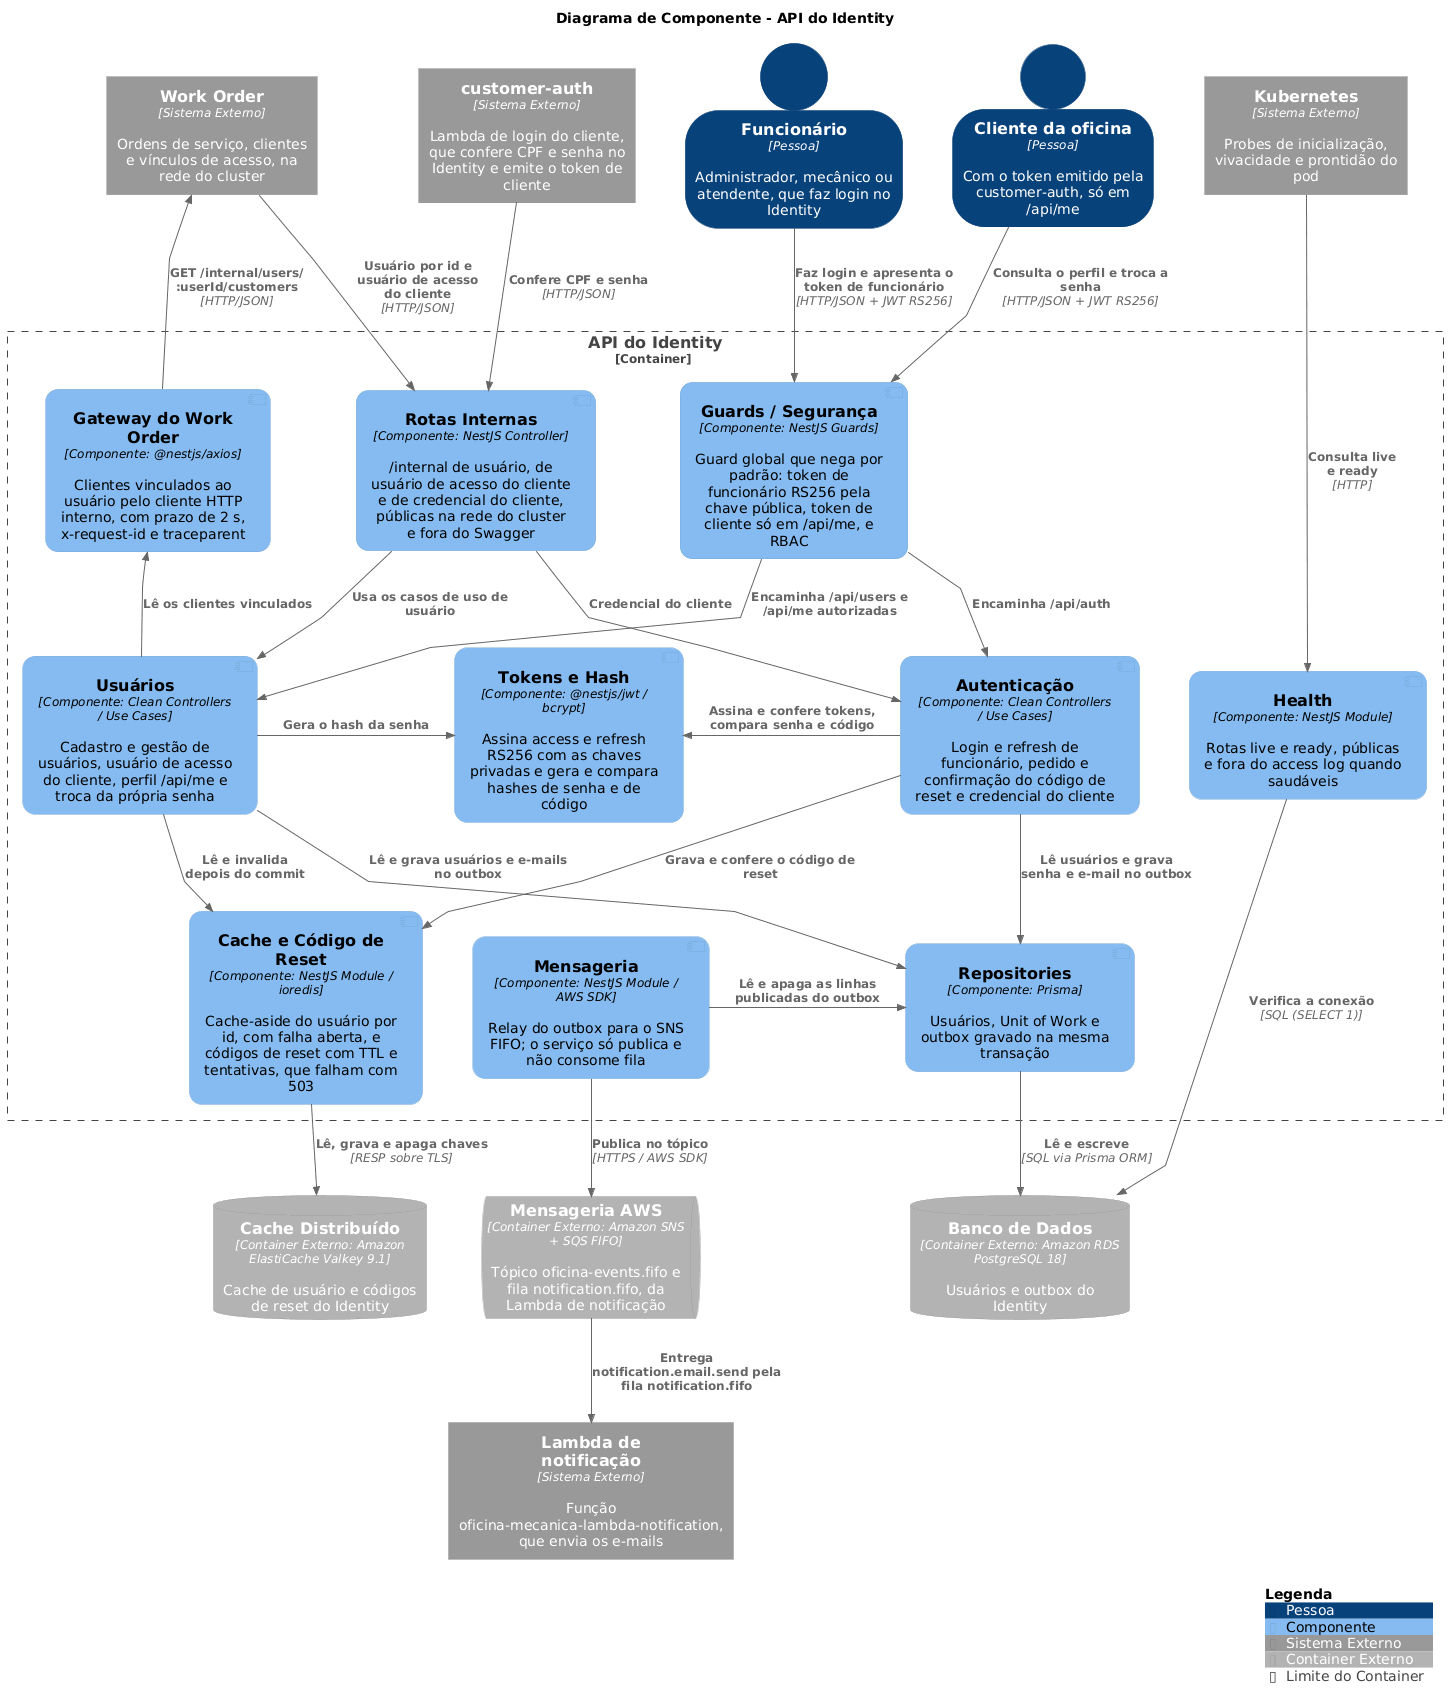 Diagrama de Componente - API do Identity
Work Order
[Sistema Externo]
Ordens de serviço, clientes
e vínculos de acesso, na
rede do cluster
customer-auth
[Sistema Externo]
Lambda de login do cliente,
que confere CPF e senha no
Identity e emite o token de
cliente
Funcionário
[Pessoa]
Administrador, mecânico ou
atendente, que faz login no
Identity
Cliente da oficina
[Pessoa]
Com o token emitido pela
customer-auth, só em
/api/me
Kubernetes
[Sistema Externo]
Probes de inicialização,
vivacidade e prontidão do
pod
GET /internal/users/
:userId/customers
[HTTP/JSON]
Usuário por id e
usuário de acesso
do cliente
[HTTP/JSON]
Confere CPF e senha
[HTTP/JSON]
Faz login e apresenta o
token de funcionário
[HTTP/JSON + JWT RS256]
Consulta o perfil e troca a
senha
[HTTP/JSON + JWT RS256]
API do Identity
[Container]
Gateway do Work
Order
[Componente: @nestjs/axios]
Clientes vinculados ao
usuário pelo cliente HTTP
interno, com prazo de 2 s,
x-request-id e traceparent
Rotas Internas
[Componente: NestJS Controller]
/internal de usuário, de
usuário de acesso do cliente
e de credencial do cliente,
públicas na rede do cluster
e fora do Swagger
Guards / Segurança
[Componente: NestJS Guards]
Guard global que nega por
padrão: token de
funcionário RS256 pela
chave pública, token de
cliente só em /api/me, e
RBAC
Consulta live
e ready
[HTTP]
Lê os clientes vinculados
Usa os casos de uso de
usuário
Credencial do cliente
Encaminha /api/users e
/api/me autorizadas
Encaminha /api/auth
Usuários
[Componente: Clean Controllers
/ Use Cases]
Cadastro e gestão de
usuários, usuário de acesso
do cliente, perfil /api/me e
troca da própria senha
Gera o hash da senha
Tokens e Hash
[Componente: @nestjs/jwt /
bcrypt]
Assina access e refresh
RS256 com as chaves
privadas e gera e compara
hashes de senha e de
código
Assina e confere tokens,
compara senha e código
Autenticação
[Componente: Clean Controllers
/ Use Cases]
Login e refresh de
funcionário, pedido e
confirmação do código de
reset e credencial do cliente
Health
[Componente: NestJS Module]
Rotas live e ready, públicas
e fora do access log quando
saudáveis
Lê e invalida
depois do commit
Lê e grava usuários e e-mails
no outbox
Grava e confere o código de
reset
Lê usuários e grava
senha e e-mail no outbox
Cache e Código de
Reset
[Componente: NestJS Module /
ioredis]
Cache-aside do usuário por
id, com falha aberta, e
códigos de reset com TTL e
tentativas, que falham com
503
Mensageria
[Componente: NestJS Module /
AWS SDK]
Relay do outbox para o SNS
FIFO; o serviço só publica e
não consome fila
Lê e apaga as linhas
publicadas do outbox
Repositories
[Componente: Prisma]
Usuários, Unit of Work e
outbox gravado na mesma
transação
Verifica a conexão
[SQL (SELECT 1)]
Lê, grava e apaga chaves
[RESP sobre TLS]
Publica no tópico
[HTTPS / AWS SDK]
Lê e escreve
[SQL via Prisma ORM]
Cache Distribuído
[Container Externo: Amazon
ElastiCache Valkey 9.1]
Cache de usuário e códigos
de reset do Identity
Mensageria AWS
[Container Externo: Amazon SNS
+ SQS FIFO]
Tópico oficina-events.fifo e
fila notification.fifo, da
Lambda de notificação
Banco de Dados
[Container Externo: Amazon RDS
PostgreSQL 18]
Usuários e outbox do
Identity
Entrega
notification.email.send pela
fila notification.fifo
Lambda de
notificação
[Sistema Externo]
Função
oficina-mecanica-lambda-notification,
que envia os e-mails
Legenda
Pessoa
Componente
Sistema Externo
Container Externo
Limite do Container